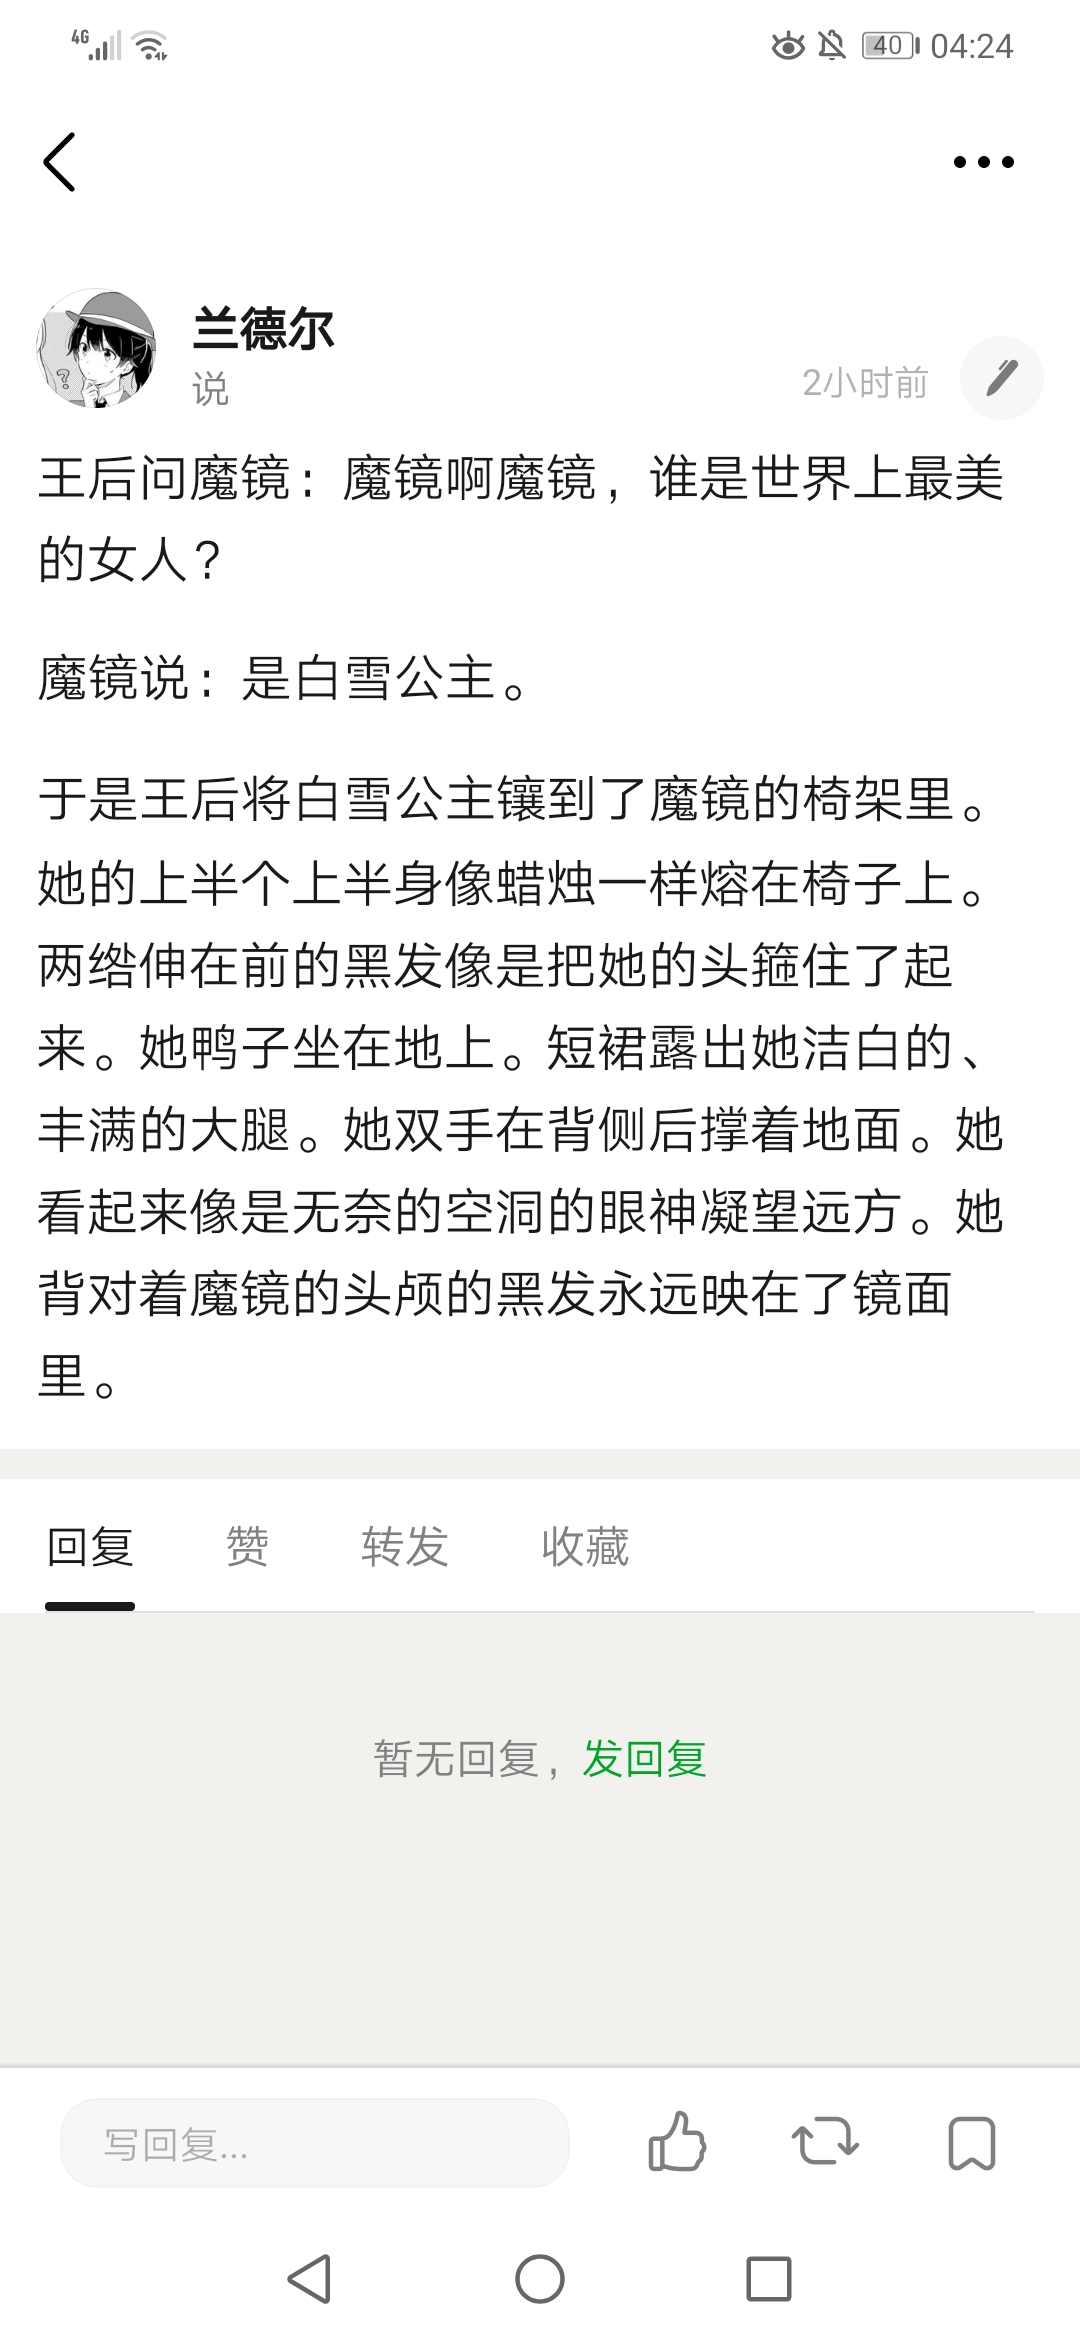 4G 40 04:24
兰德尔
说
2小时前
?
王后问魔镜：魔镜啊魔镜，谁是世界上最美
的女人？
魔镜说：是白雪公主。
于是王后将白雪公主镶到了魔镜的椅架里。
她的上半个上半身像蜡烛一样熔在椅子上。
两绺伸在前的黑发像是把她的头箍住了起
来。她鸭子坐在地上。短裙露出她洁白的、
丰满的大腿。她双手在背侧后撑着地面。她
看起来像是无奈的空洞的眼神凝望远方。她
背对着魔镜的头颅的黑发永远映在了镜面
里。
回复 赞 转发 收藏
暂无回复，发回复
写回复...